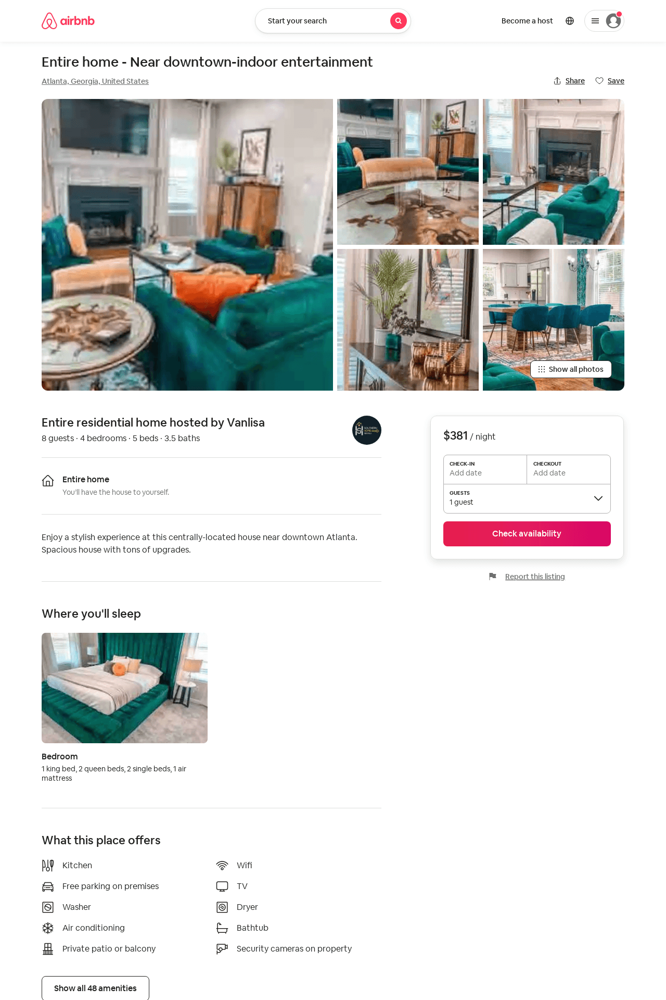 airbnb
Start your search
Become a host
Entire home - Near downtown-indoor entertainment
Atlanta, Georgia, United States
Share
Save
Show all photos
Entire residential home hosted by Vanlisa
8 guests · 4 bedrooms · 5 beds · 3.5 baths
SOUTHERN
HOME
$381 / night
CHECK-IN
Add date
CHECKOUT
Add date
GUESTS
1 guest
Check availability
Report this listing
Entire home
You’ll have the house to yourself.
Enjoy a stylish experience at this centrally-located house near downtown Atlanta.
Spacious house with tons of upgrades.
Where you'll sleep
Bedroom
1 king bed, 2 queen beds, 2 single beds, 1 air
mattress
What this place offers
Kitchen
Wifi
Free parking on premises
TV
Washer
Dryer
Air conditioning
Bathtub
Private patio or balcony
Security cameras on property
Show all 48 amenities